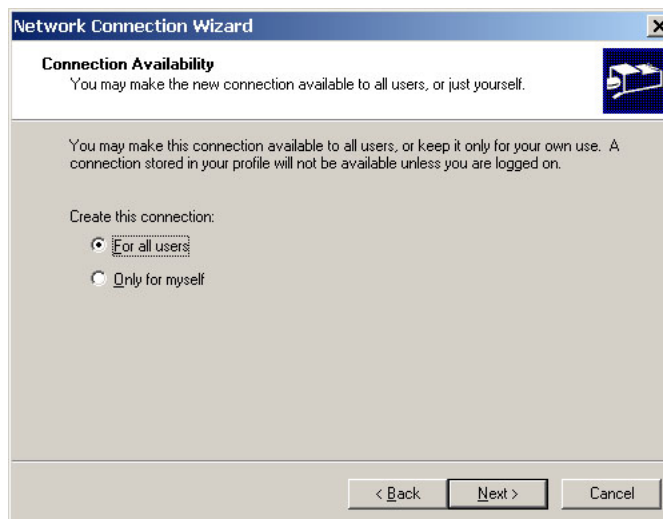 Network Connection Wizard
Connection Availability
You may make the new connection available to all users, or just yourself.
You may make this connection available to all users, or keep it only for your own use.  A
connection stored in your profile will not be available unless you are logged on.
Create this connection:
For all users
Only for myself
< Back Next > Cancel